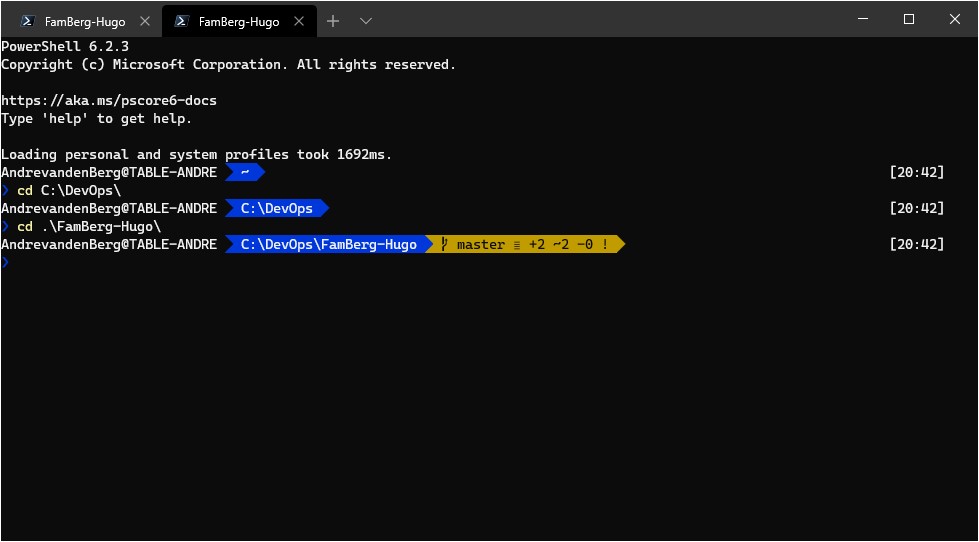 FamBerg-Hugo FamBerg-Hugo
PowerShell 6.2.3
Copyright (c) Microsoft Corporation. All rights reserved.
https://aka.ms/pscore6-docs
Type 'help' to get help.
Loading personal and system profiles took 1692ms.
AndrevandenBerg@TABLE-ANDRE ~ [20:42]
❯ cd C:\DevOps\
AndrevandenBerg@TABLE-ANDRE C:\DevOps [20:42]
❯ cd .\FamBerg-Hugo\
AndrevandenBerg@TABLE-ANDRE C:\DevOps\FamBerg-Hugo master ≡ +2 ~2 -0 ! [20:42]
❯